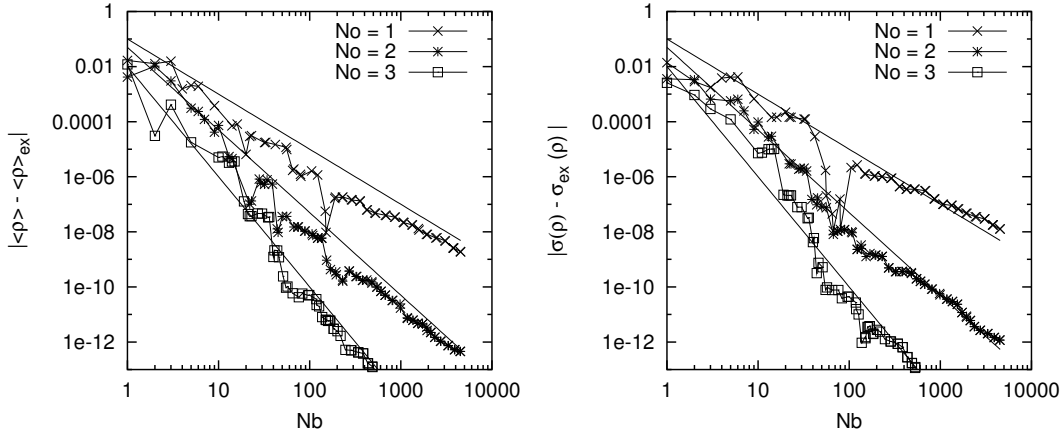 |<ρ> - <ρ>ex|
1
0.01
0.0001
1e-06
1e-08
1e-10
1e-12
1 10 100 1000 10000
Nb
No = 1
No = 2
No = 3
|σ(ρ) - σex(ρ) |
1
0.01
0.0001
1e-06
1e-08
1e-10
1e-12
1 10 100 1000 10000
Nb
No = 1
No = 2
No = 3